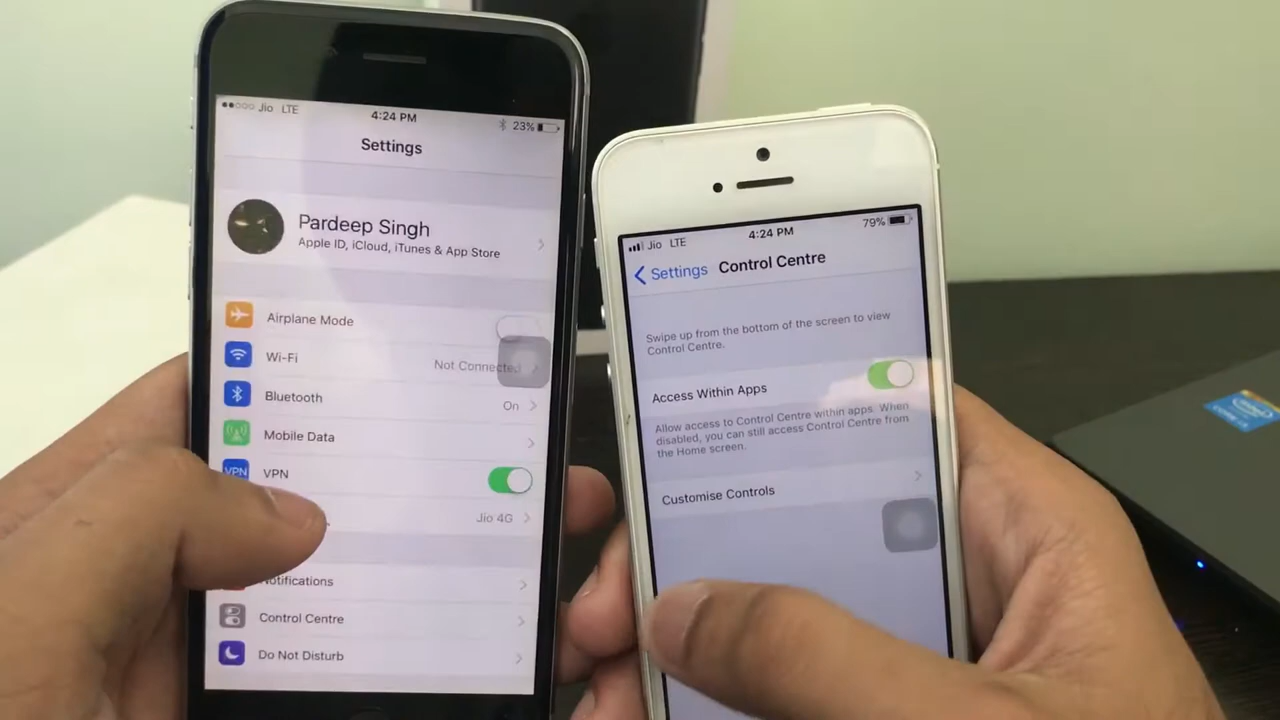 Jio LTE
4:24 PM
23%
Settings
Pardeep Singh
Apple ID, iCloud, iTunes & App Store
Airplane Mode
Wi-Fi
Not Connected
Bluetooth
On
Mobile Data
VPN
VPN
Jio 4G
Notifications
Control Centre
Do Not Disturb
Jio LTE
4:24 PM
79%
Settings
Control Centre
Swipe up from the bottom of the screen to view
Control Centre.
Access Within Apps
Allow access to Control Centre within apps. When
disabled, you can still access Control Centre from
the Home screen.
Customise Controls